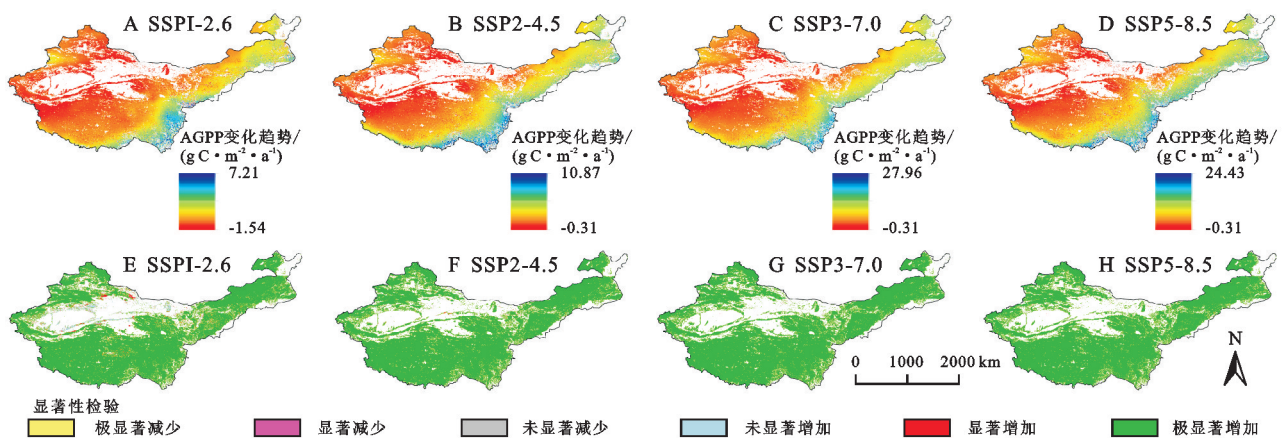 A SSPI-2.6
B SSP2-4.5
C SSP3-7.0
D SSP5-8.5
AGPP变化趋势/
(g C·m⁻²·a⁻¹)
7.21
-1.54
AGPP变化趋势/
(g C·m⁻²·a⁻¹)
10.87
-0.31
AGPP变化趋势/
(g C·m⁻²·a⁻¹)
27.96
-0.31
AGPP变化趋势/
(g C·m⁻²·a⁻¹)
24.43
-0.31
E SSPI-2.6
F SSP2-4.5
G SSP3-7.0
H SSP5-8.5
0 1000 2000 km
N
显著性检验
极显著减少 显著减少 未显著减少 未显著增加 显著增加 极显著增加